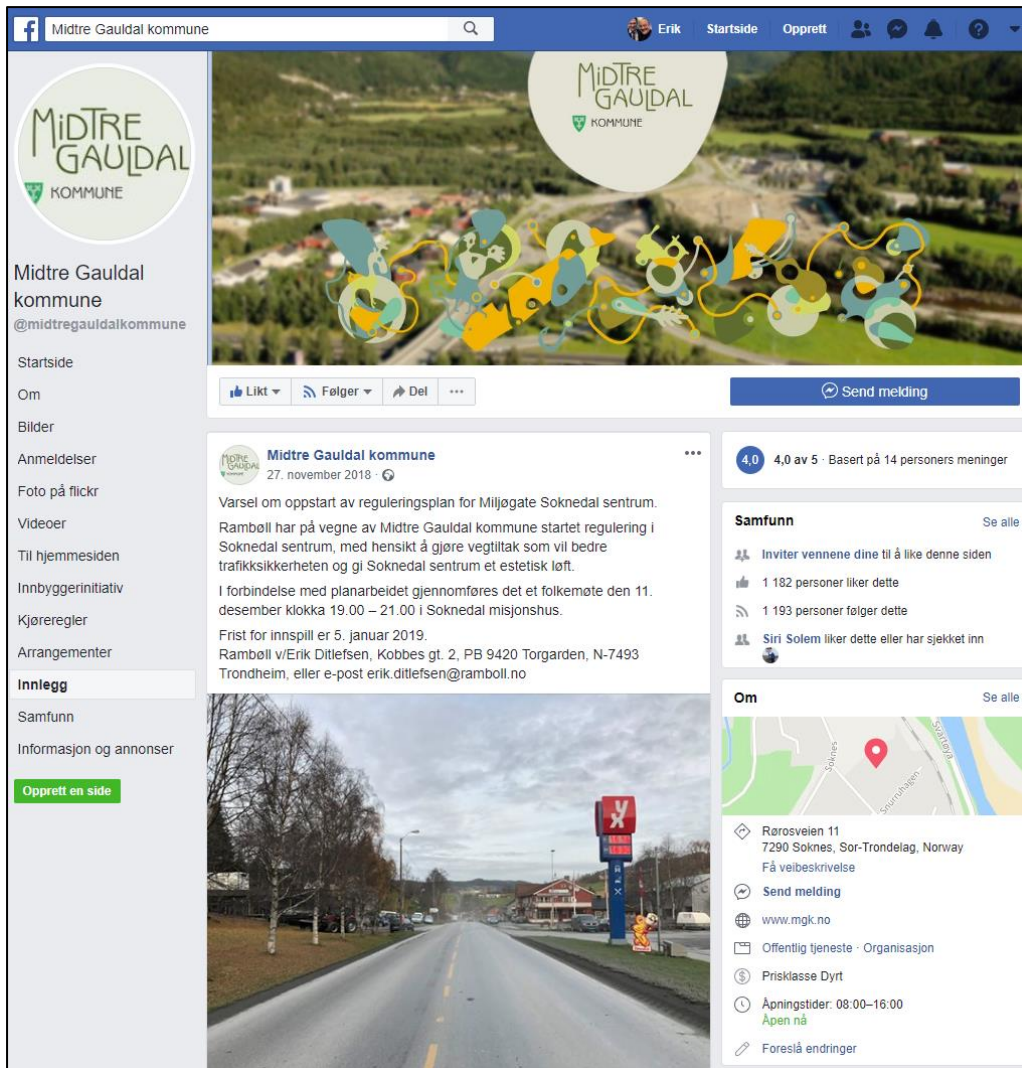 Midtre Gauldal kommune
Erik
Startside
Opprett
MiDTRE
GAULDAL
KOMMUNE
MiDTRE
GAULDAL
KOMMUNE
Midtre Gauldal
kommune
@midtregauldalkommune
Startside
Om
Bilder
Anmeldelser
Foto på flickr
Videoer
Til hjemmesiden
Innbyggerinitiativ
Kjøreregler
Arrangementer
Innlegg
Samfunn
Informasjon og annonser
Opprett en side
Likt
Følger
Del
Send melding
MiDTRE
GAULDAL
Midtre Gauldal kommune
27. november 2018 ·
Varsel om oppstart av reguleringsplan for Miljøgate Soknedal sentrum.
Rambøll har på vegne av Midtre Gauldal kommune startet regulering i
Soknedal sentrum, med hensikt å gjøre vegtiltak som vil bedre
trafikksikkerheten og gi Soknedal sentrum et estetisk løft.
I forbindelse med planarbeidet gjennomføres det et folkemøte den 11.
desember klokka 19.00 – 21.00 i Soknedal misjonshus.
Frist for innspill er 5. januar 2019.
Rambøll v/Erik Ditlefsen, Kobbes gt. 2, PB 9420 Torgarden, N-7493
Trondheim, eller e-post erik.ditlefsen@ramboll.no
YX
4,0
4,0 av 5 · Basert på 14 personers meninger
Samfunn
Se alle
Inviter vennene dine til å like denne siden
1 182 personer liker dette
1 193 personer følger dette
Siri Solem liker dette eller har sjekket inn
Om
Se alle
Soknes
Snurruhagen
Svartøya
Rørosveien 11
7290 Soknes, Sor-Trondelag, Norway
Få veibeskrivelse
Send melding
www.mgk.no
Offentlig tjeneste · Organisasjon
Prisklasse Dyrt
Åpningstider: 08:00–16:00
Åpen nå
Foreslå endringer